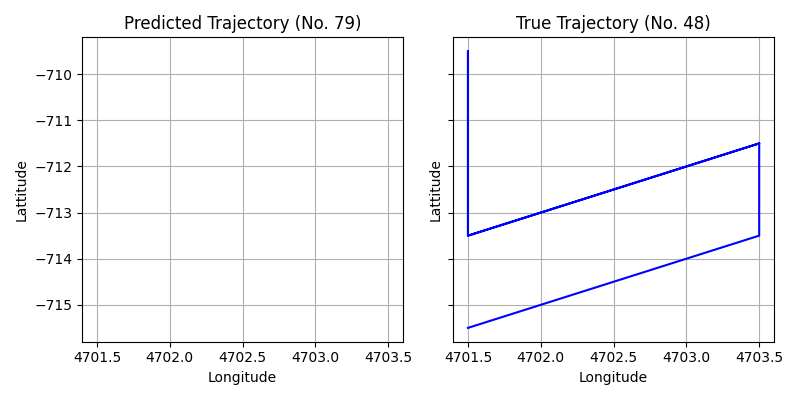 Predicted Trajectory (No. 79)
True Trajectory (No. 48)
−710
−711
−712
−713
−714
−715
Lattitude
Lattitude
4701.5 4702.0 4702.5 4703.0 4703.5
4701.5 4702.0 4702.5 4703.0 4703.5
Longitude
Longitude